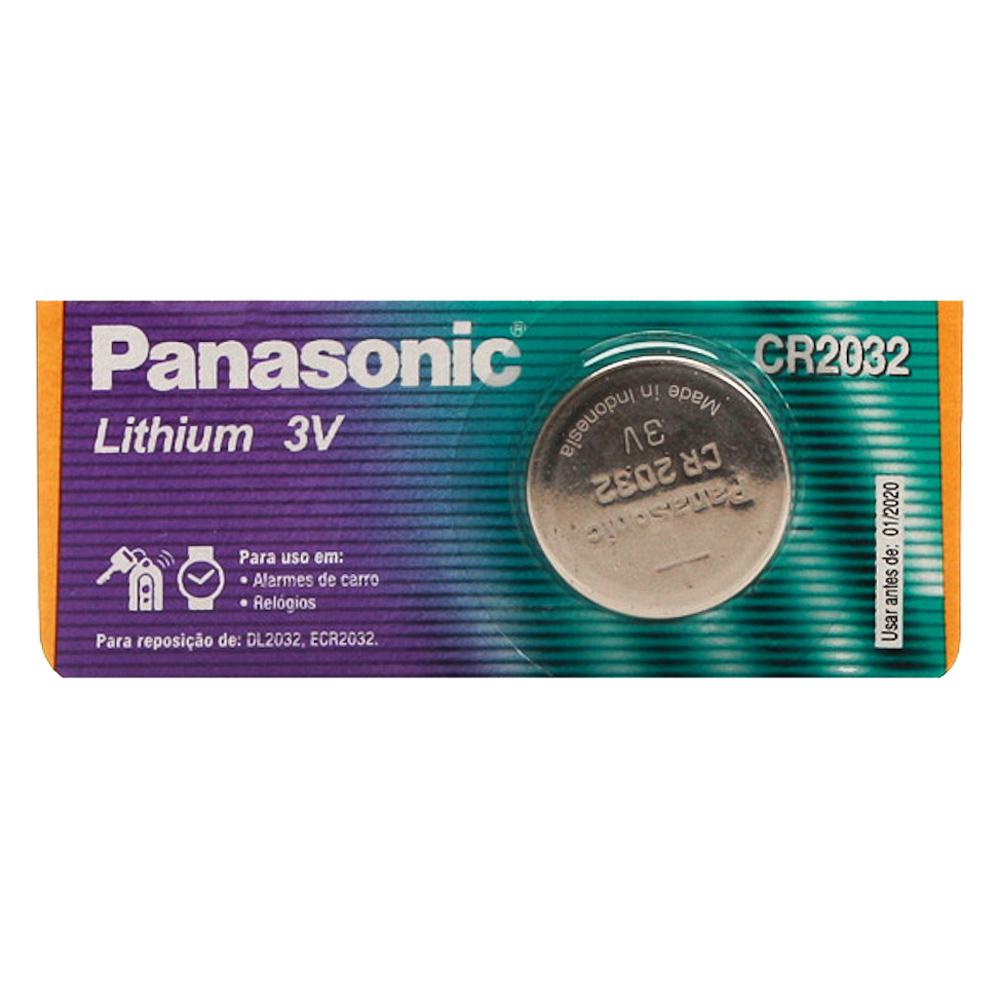 Panasonic®
CR2032
Lithium 3V
Made in Indonesia
3V
CR 2032
Panasonic
Para uso em:
• Alarmes de carro
• Relógios
Para reposição de: DL2032, ECR2032.
Usar antes de: 01/2020